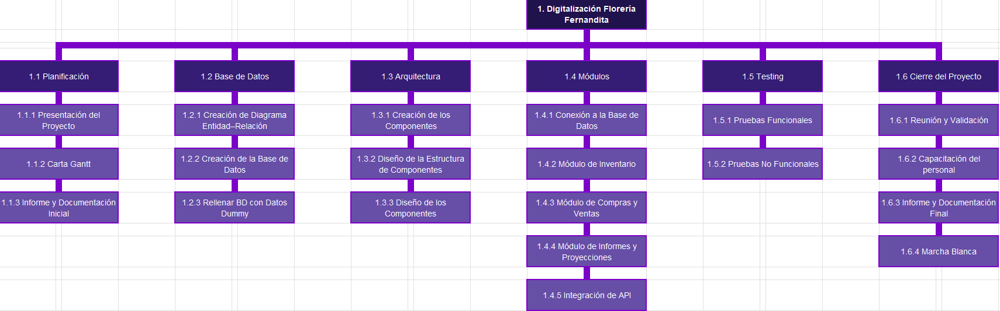 1. Digitalización Florería
Fernandita
1.1 Planificación
1.2 Base de Datos
1.3 Arquitectura
1.4 Módulos
1.5 Testing
1.6 Cierre del Proyecto
1.1.1 Presentación del
Proyecto
1.2.1 Creación de Diagrama
Entidad–Relación
1.3.1 Creación de los
Componentes
1.4.1 Conexión a la Base de
Datos
1.5.1 Pruebas Funcionales
1.6.1 Reunión y Validación
1.1.2 Carta Gantt
1.2.2 Creación de la Base de
Datos
1.3.2 Diseño de la Estructura
de Componentes
1.4.2 Módulo de Inventario
1.5.2 Pruebas No Funcionales
1.6.2 Capacitación del
personal
1.1.3 Informe y Documentación
Inicial
1.2.3 Rellenar BD con Datos
Dummy
1.3.3 Diseño de los
Componentes
1.4.3 Módulo de Compras y
Ventas
1.6.3 Informe y Documentación
Final
1.4.4 Módulo de Informes y
Proyecciones
1.6.4 Marcha Blanca
1.4.5 Integración de API